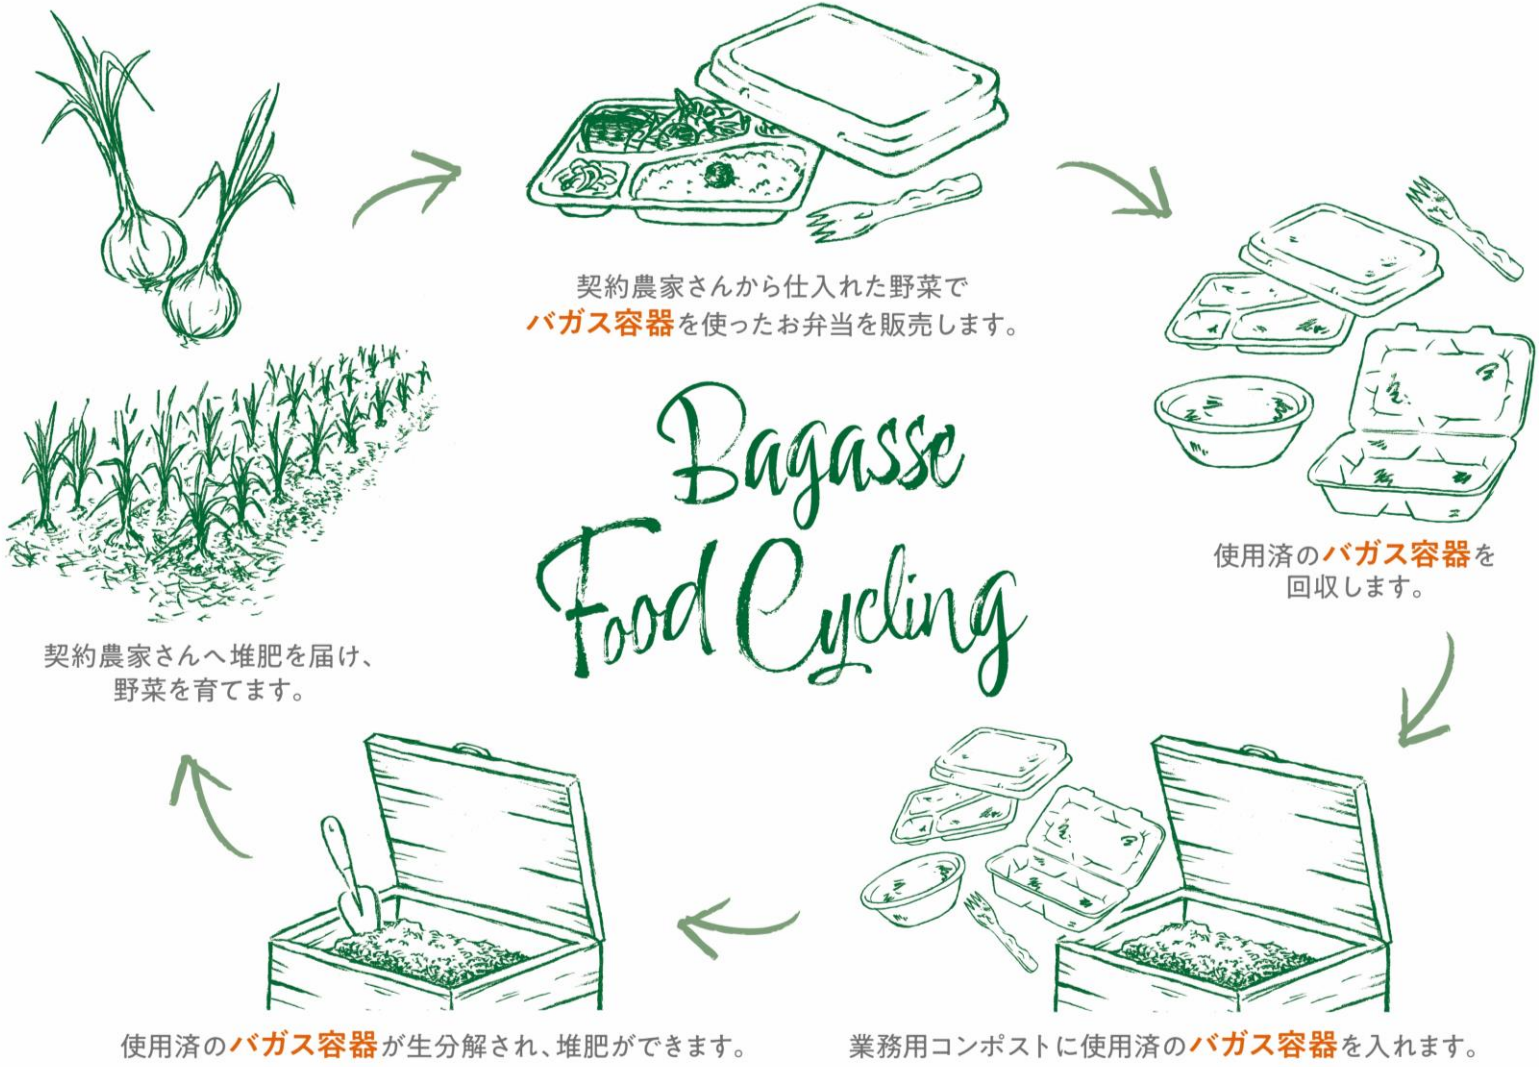 契約農家さんから仕入れた野菜で
バガス容器を使ったお弁当を販売します。
Bagasse
Food Cycling
使用済のバガス容器を
回収します。
契約農家さんへ堆肥を届け、
野菜を育てます。
使用済のバガス容器が生分解され、堆肥ができます。
業務用コンポストに使用済のバガス容器を入れます。